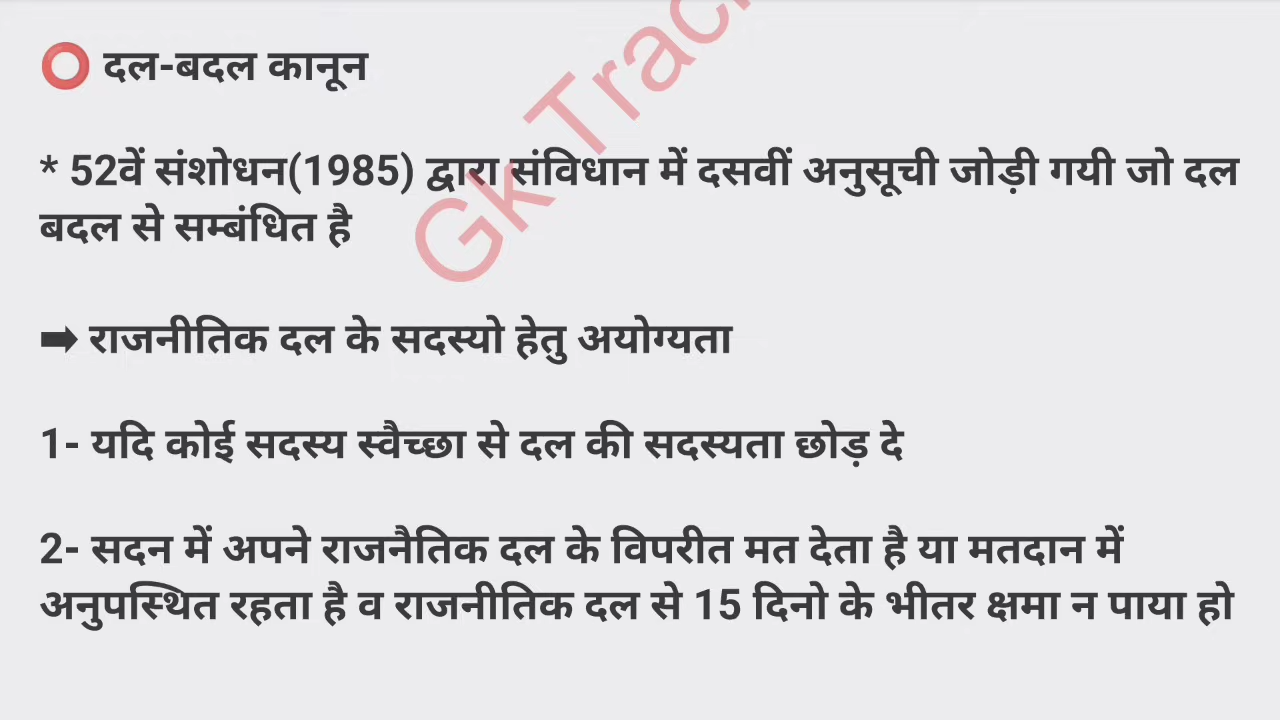 ⭕ दल-बदल कानून
* 52वें संशोधन(1985) द्वारा संविधान में दसवीं अनुसूची जोड़ी गयी जो दल
बदल से सम्बंधित है
➡ राजनीतिक दल के सदस्यो हेतु अयोग्यता
1- यदि कोई सदस्य स्वैच्छा से दल की सदस्यता छोड़ दे
2- सदन में अपने राजनैतिक दल के विपरीत मत देता है या मतदान में
अनुपस्थित रहता है व राजनीतिक दल से 15 दिनो के भीतर क्षमा न पाया हो
Gk Trac